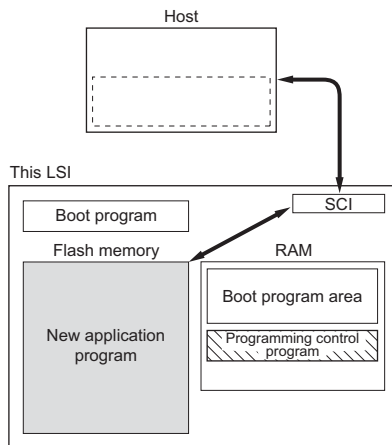 Host
This LSI
SCI
Boot program
Flash memory
RAM
New application
program
Boot program area
Programming control
program